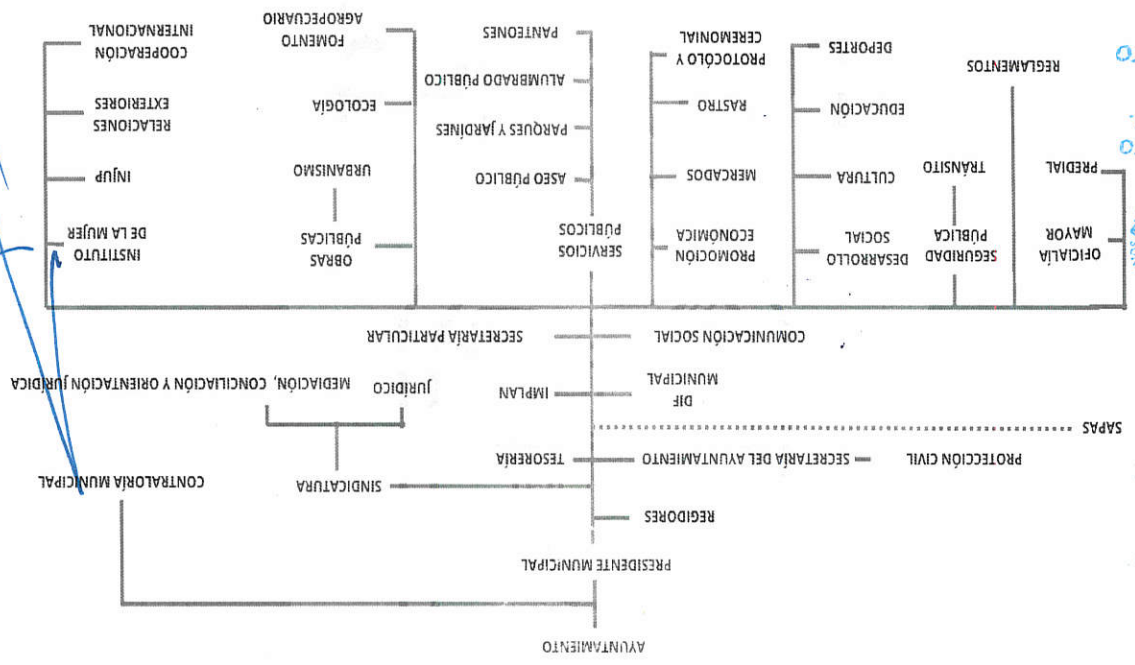 AYUNTAMIENTO
PRESIDENTE MUNICIPAL
REGIDORES
SINDICATURA
CONTRALORÍA MUNICIPAL
PROTECCIÓN CIVIL
SECRETARÍA DEL AYUNTAMIENTO
TESORERÍA
SAPAS
DIF
MUNICIPAL
IMPLAN
JURÍDICO
MEDIACIÓN, CONCILIACIÓN Y ORIENTACIÓN JURÍDICA
COMUNICACIÓN SOCIAL
SECRETARÍA PARTICULAR
OFICIALÍA
MAYOR
PREDIAL
REGLAMENTOS
SEGURIDAD
PÚBLICA
TRÁNSITO
DESARROLLO
SOCIAL
CULTURA
EDUCACIÓN
DEPORTES
PROMOCIÓN
ECONÓMICA
MERCADOS
RASTRO
PROTOCÓLO Y
CEREMONIAL
SERVICIOS
PÚBLICOS
ASEO PÚBLICO
PARQUES Y JARDÍNES
ALUMBRADO PÚBLICO
PANTEONES
OBRAS
PÚBLICAS
URBANISMO
ECOLOGÍA
FOMENTO
AGROPECUARIO
INSTITUTO
DE LA MUJER
INJUP
RELACIONES
EXTERIORES
COOPERACIÓN
INTERNACIONAL